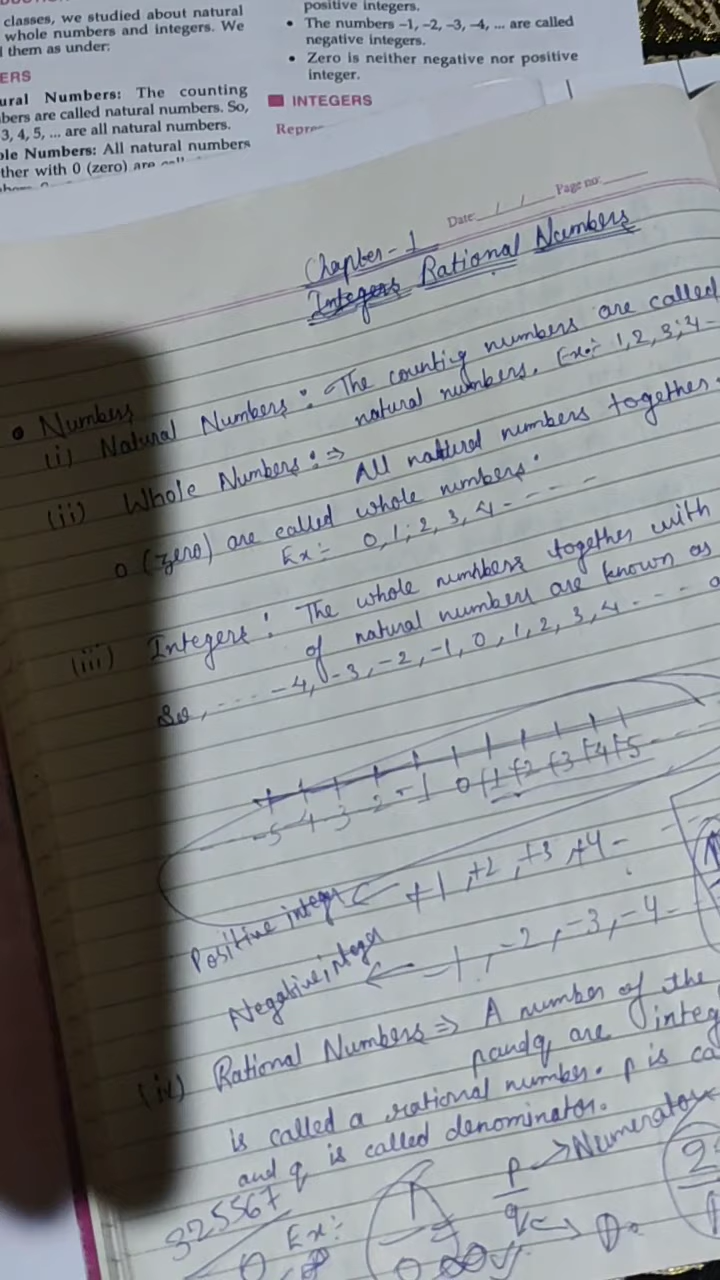 classes, we studied about natural
whole numbers and integers. We
them as under:
ERS
ural Numbers: The counting
bers are called natural numbers. So,
3, 4, 5, ... are all natural numbers.
ole Numbers: All natural numbers
ther with 0 (zero) are
positive integers.
• The numbers –1, –2, –3, –4, ... are called
negative integers.
• Zero is neither negative nor positive
integer.
INTEGERS
Repre
Date: / / Page no:
Chapter - 1
Integers Rational Numbers
• Numbers
(i) Natural Numbers : The counting numbers are called
natural numbers. Ex:- 1, 2, 3, 4 -
(ii) Whole Numbers : ⇒ All natural numbers together
0 (zero) are called whole numbers.
Ex:- 0, 1, 2, 3, 4 - - - -
(iii) Integers : The whole numbers together with
of natural numbers are known as
So, .... -4, -3, -2, -1, 0, 1, 2, 3, 4 - - -
-5 -4 -3 -2 -1 0 +1 +2 +3 +4 +5 - - -
Positive integer ← +1, +2, +3, +4 -
Negative integer ← -1, -2, -3, -4 -
(iv) Rational Numbers ⇒ A number of the
p and q are integ
is called a rational number. p is ca
and q is called denominator.
325567
p → Numerator
q → D.
Ex: